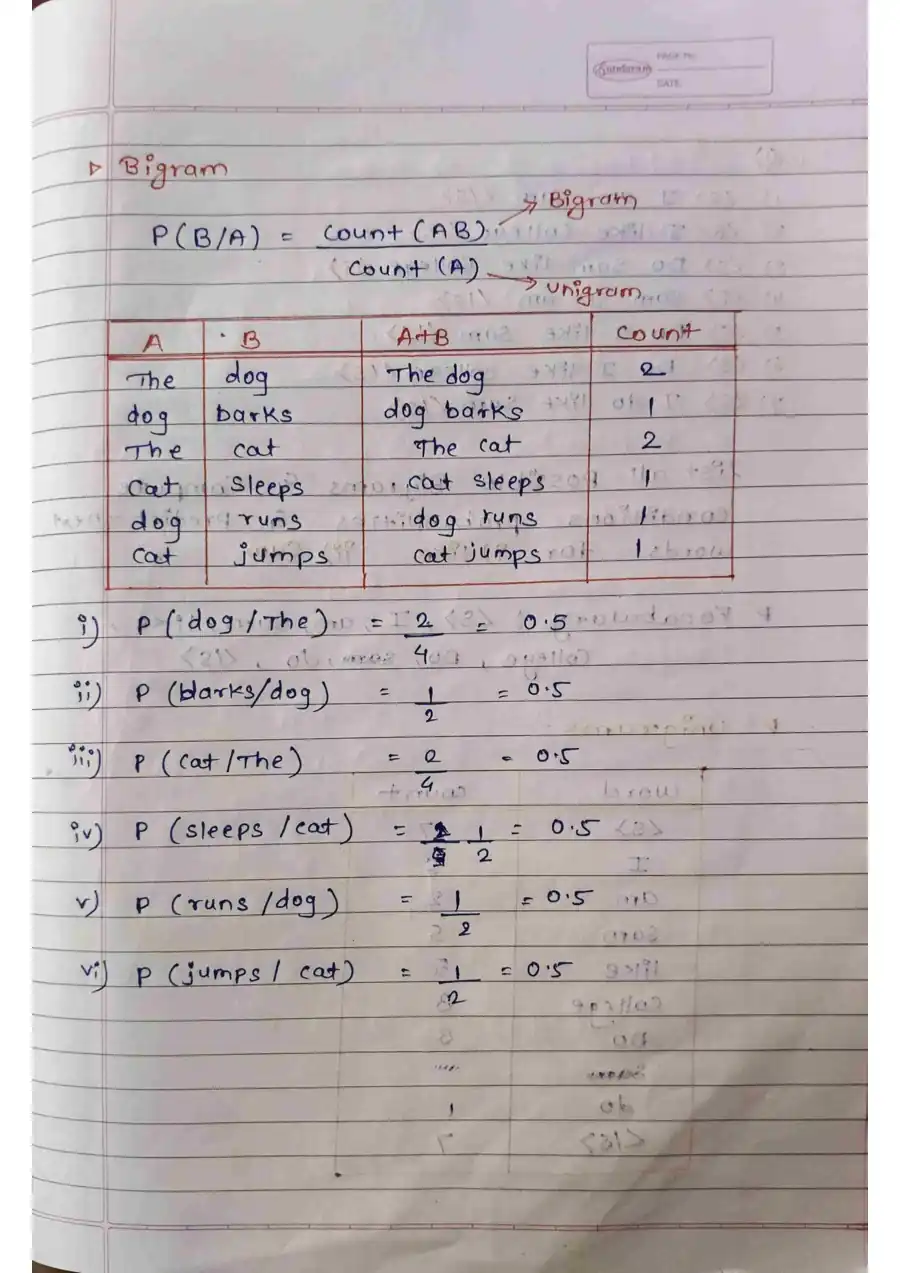 Sundaram
PAGE No.
DATE
▷ Bigram
P(B/A) = count (AB) → Bigram
count (A) → unigram
A B A+B count
The dog The dog 2
dog barks dog barks 1
The cat The cat 2
cat sleeps cat sleeps 1
dog runs dog runs 1
cat jumps cat jumps 1
i) P (dog / The) = 2/4 = 0.5
ii) P (barks/dog) = 1/2 = 0.5
iii) P (cat / The) = 2/4 = 0.5
iv) P (sleeps / cat) = 1/2 = 0.5
v) P (runs / dog) = 1/2 = 0.5
vi) P (jumps / cat) = 1/2 = 0.5